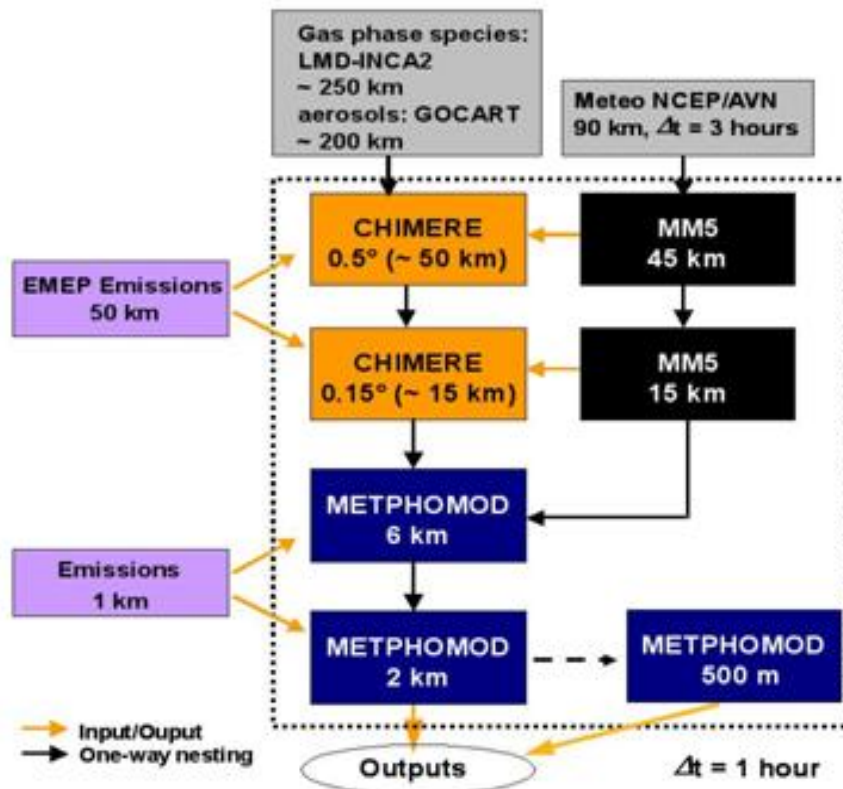 Gas phase species:
LMD-INCA2
~ 250 km
aerosols: GOCART
~ 200 km
Meteo NCEP/AVN
90 km, Δt = 3 hours
CHIMERE
0.5° (~ 50 km)
MM5
45 km
EMEP Emissions
50 km
CHIMERE
0.15° (~ 15 km)
MM5
15 km
METPHOMOD
6 km
Emissions
1 km
METPHOMOD
2 km
METPHOMOD
500 m
Input/Ouput
One-way nesting
Outputs
Δt = 1 hour